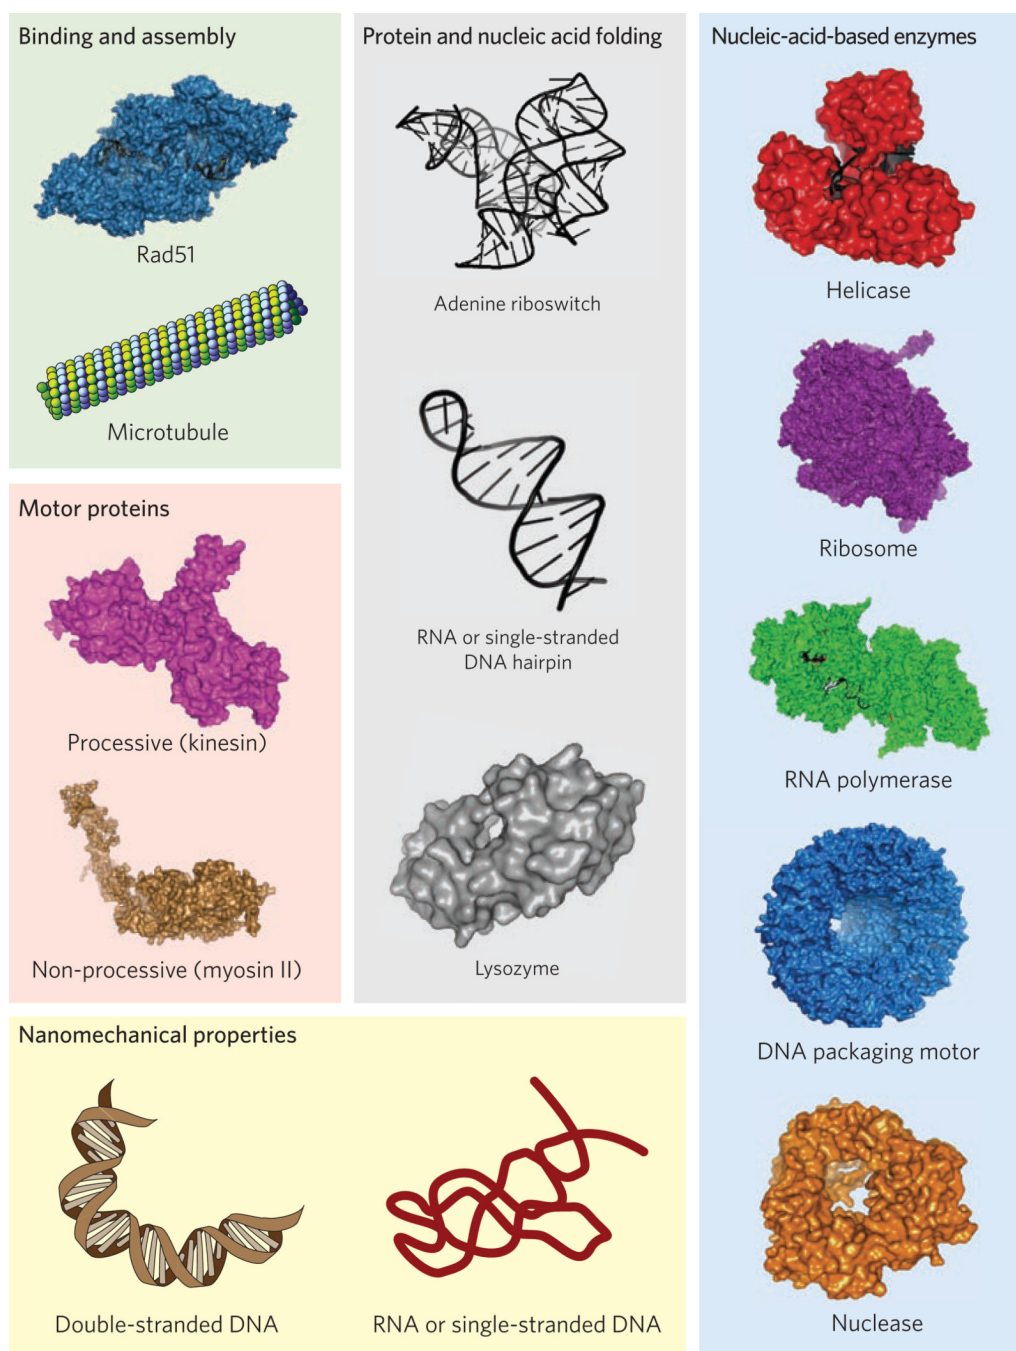 Binding and assembly
Rad51
Microtubule
Motor proteins
Processive (kinesin)
Non-processive (myosin II)
Protein and nucleic acid folding
Adenine riboswitch
RNA or single-stranded
DNA hairpin
Lysozyme
Nucleic-acid-based enzymes
Helicase
Ribosome
RNA polymerase
DNA packaging motor
Nuclease
Nanomechanical properties
Double-stranded DNA
RNA or single-stranded DNA